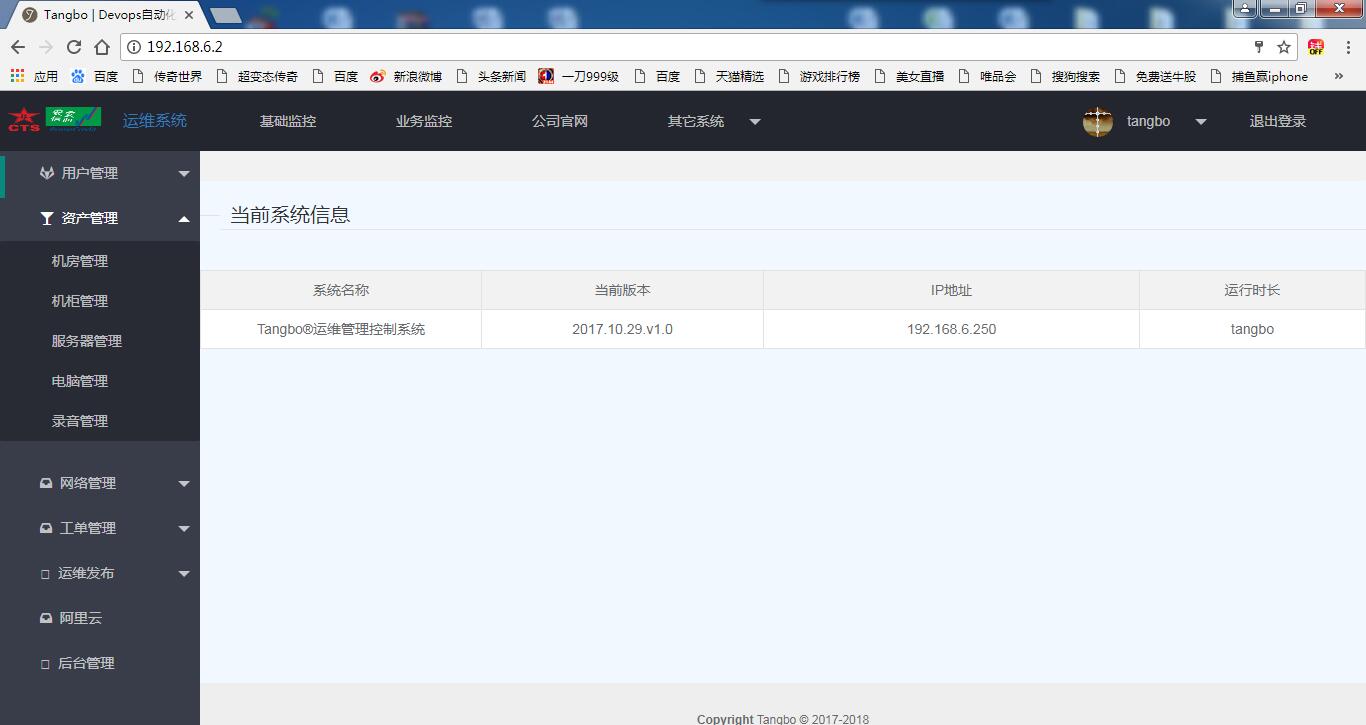 Tangbo | Devops自动化
192.168.6.2
应用 百度 传奇世界 超变态传奇 百度 新浪微博 头条新闻 一刀999级 百度 天猫精选 游戏排行榜 美女直播 唯品会 搜狗搜索 免费送牛股 捕鱼赢iphone »
CTS 运维系统 基础监控 业务监控 公司官网 其它系统 tangbo 退出登录
用户管理
资产管理
机房管理
机柜管理
服务器管理
电脑管理
录音管理
网络管理
工单管理
运维发布
阿里云
后台管理
当前系统信息
系统名称 当前版本 IP地址 运行时长
Tangbo®运维管理控制系统 2017.10.29.v1.0 192.168.6.250 tangbo
Copyright Tangbo © 2017-2018